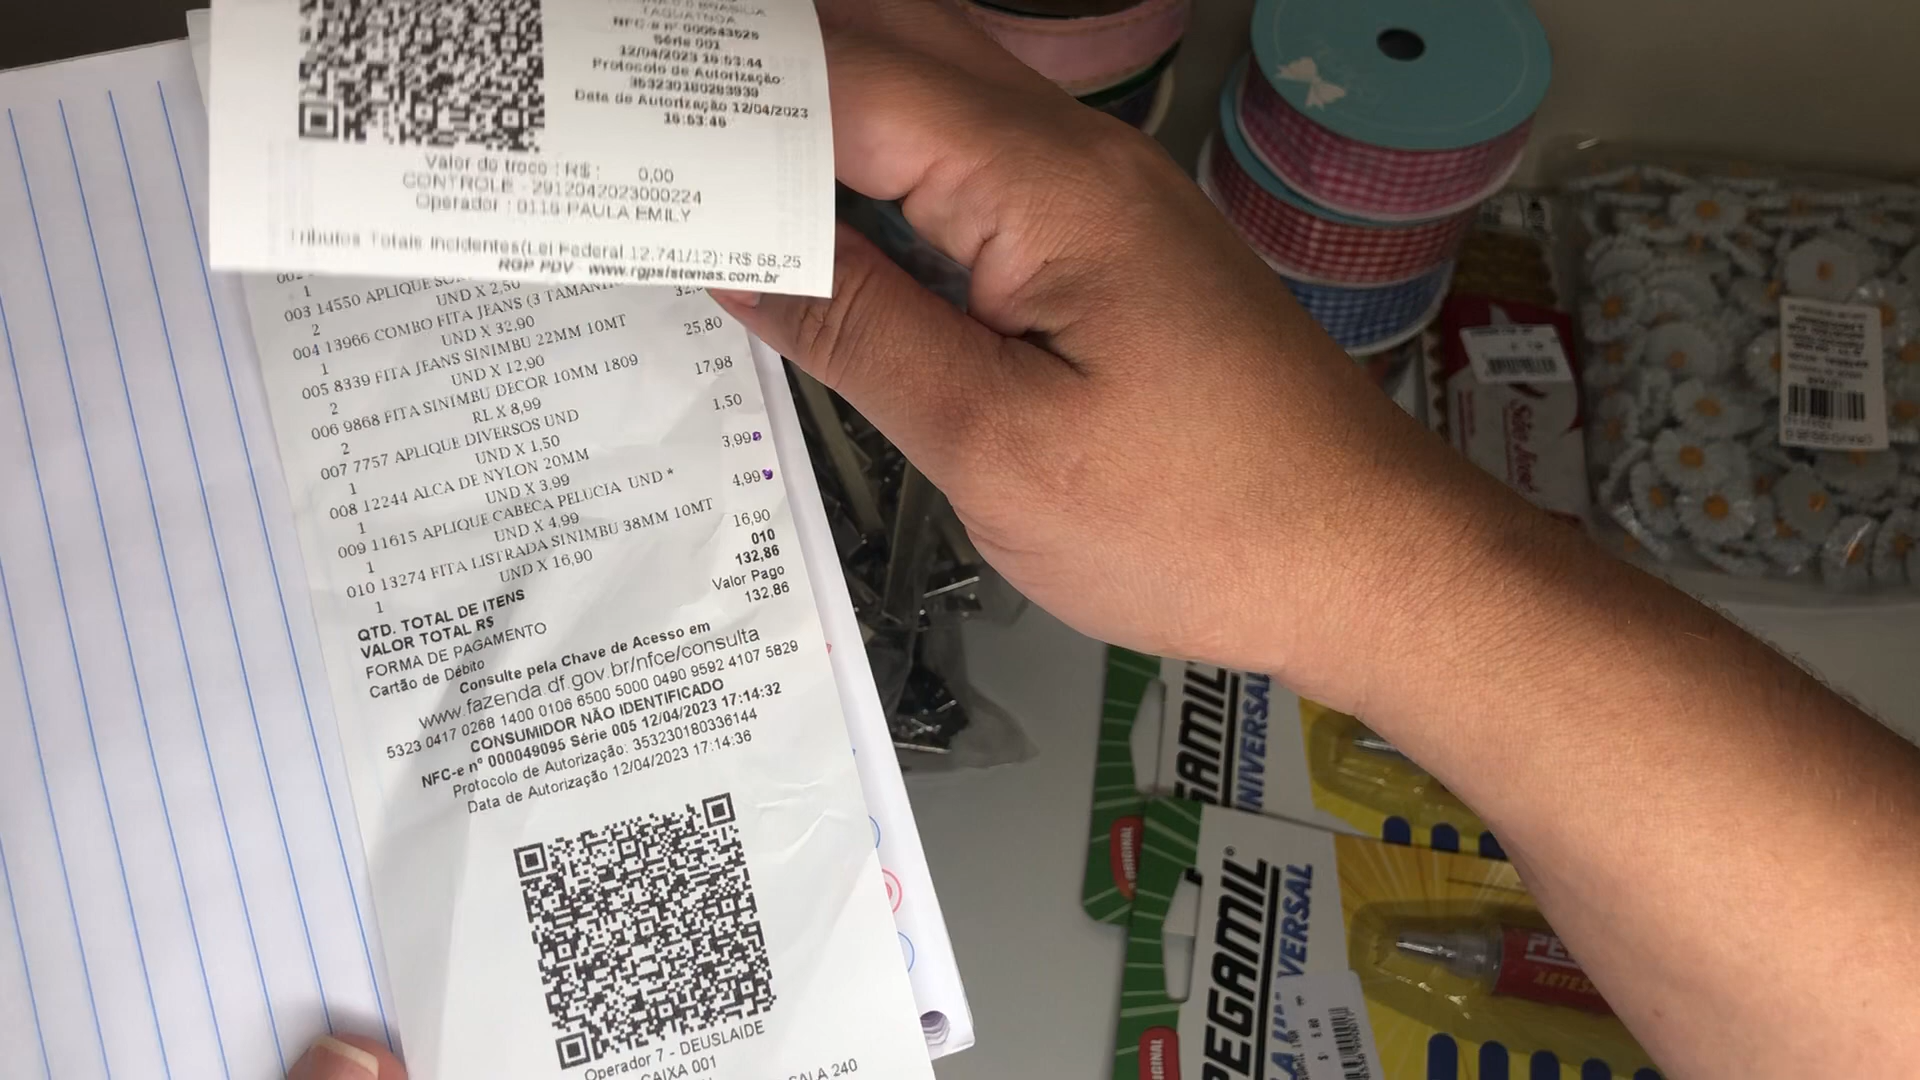 NFC-e nº 000643628
Série 001
12/04/2023 16:53:44
Protocolo de Autorização:
353230180283939
Data de Autorização 12/04/2023
16:53:46
Valor do troco : R$ : 0,00
CONTROLE - 2912042023000224
Operador : 0116 PAULA EMILY
Tributos Totais Incidentes(Lei Federal 12.741/12): R$ 68,25
RGP PDV - www.rgpsistemas.com.br
1
003 14550 APLIQUE
UND X 2,50
2
004 13966 COMBO FITA JEANS (3
UND X 32,90
1
005 8339 FITA JEANS SINIMBU 22MM 10MT 25,80
UND X 12,90
2
006 9868 FITA SINIMBU DECOR 10MM 1809 17,98
RL X 8,99
2
007 7757 APLIQUE DIVERSOS UND 1,50
UND X 1,50
1
008 12244 ALCA DE NYLON 20MM 3,99
UND X 3,99
1
009 11615 APLIQUE CABECA PELUCIA UND * 4,99
UND X 4,99
1
010 13274 FITA LISTRADA SINIMBU 38MM 10MT 16,90
UND X 16,90
1
QTD. TOTAL DE ITENS 010
VALOR TOTAL R$ 132,86
FORMA DE PAGAMENTO Valor Pago
Cartão de Débito 132,86
Consulte pela Chave de Acesso em
www.fazenda.df.gov.br/nfce/consulta
5323 0417 0268 1400 0106 6500 5000 0490 9592 4107 5829
CONSUMIDOR NÃO IDENTIFICADO
NFC-e nº 000049095 Série 005 12/04/2023 17:14:32
Protocolo de Autorização: 353230180336144
Data de Autorização 12/04/2023 17:14:36
Operador 7 - DEUSLAIDE
CAIXA 001
SALA 240
São José
ORIGINAL
PEGAMIL
UNIVERSAL
PEGAMIL
VERSAL